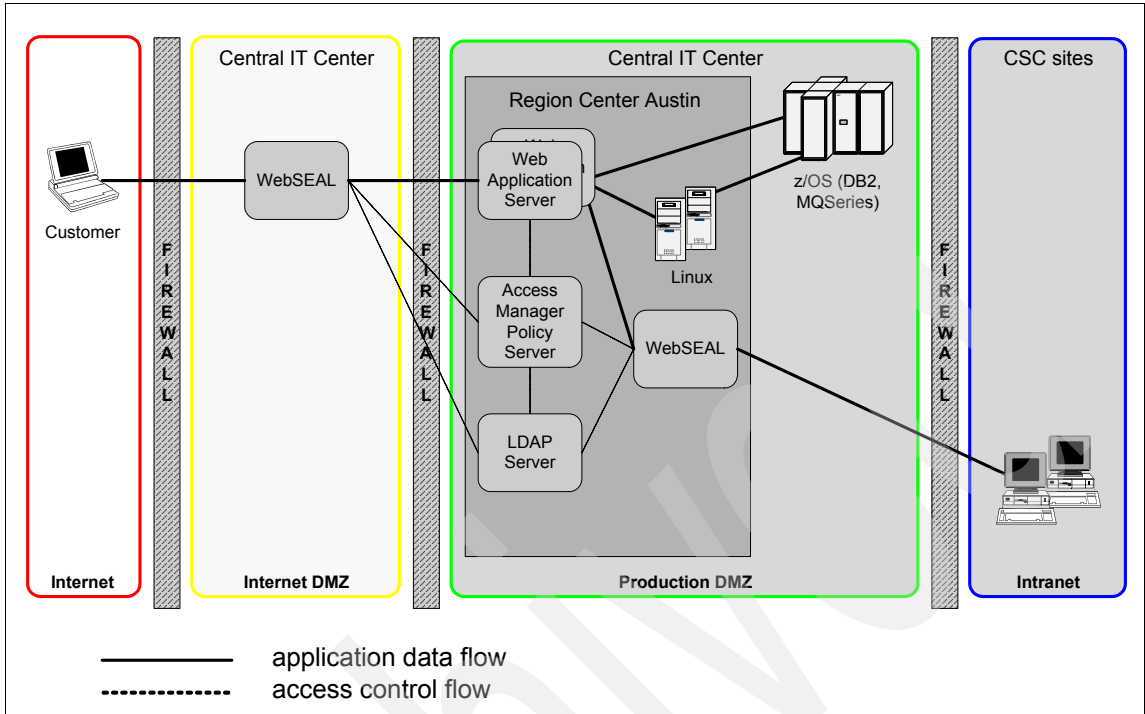 Central IT Center
Central IT Center
CSC sites
Region Center Austin
Customer
WebSEAL
Web
Application
Server
z/OS (DB2,
MQSeries)
Linux
Access
Manager
Policy
Server
WebSEAL
LDAP
Server
FIREWALL
FIREWALL
FIREWALL
Internet
Internet DMZ
Production DMZ
Intranet
application data flow
access control flow